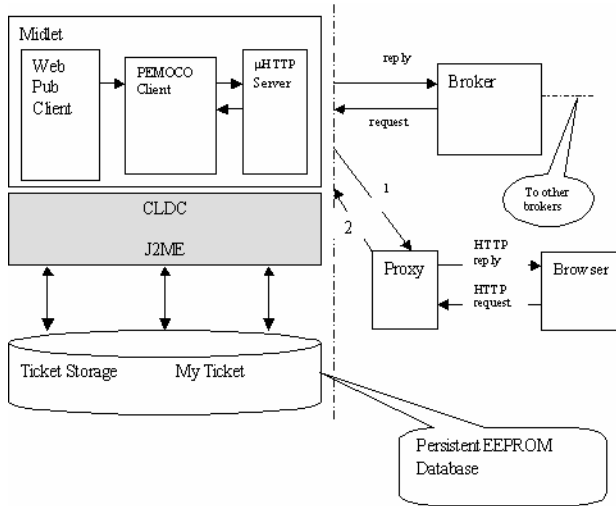 Midlet
Web
Pub
Client
PEMOCO
Client
µHTTP
Server
reply
request
Broker
To other
brokers
CLDC
J2ME
1
2
Proxy
HTTP
reply
HTTP
request
Browser
Ticket Storage
My Ticket
Persistent EEPROM
Database